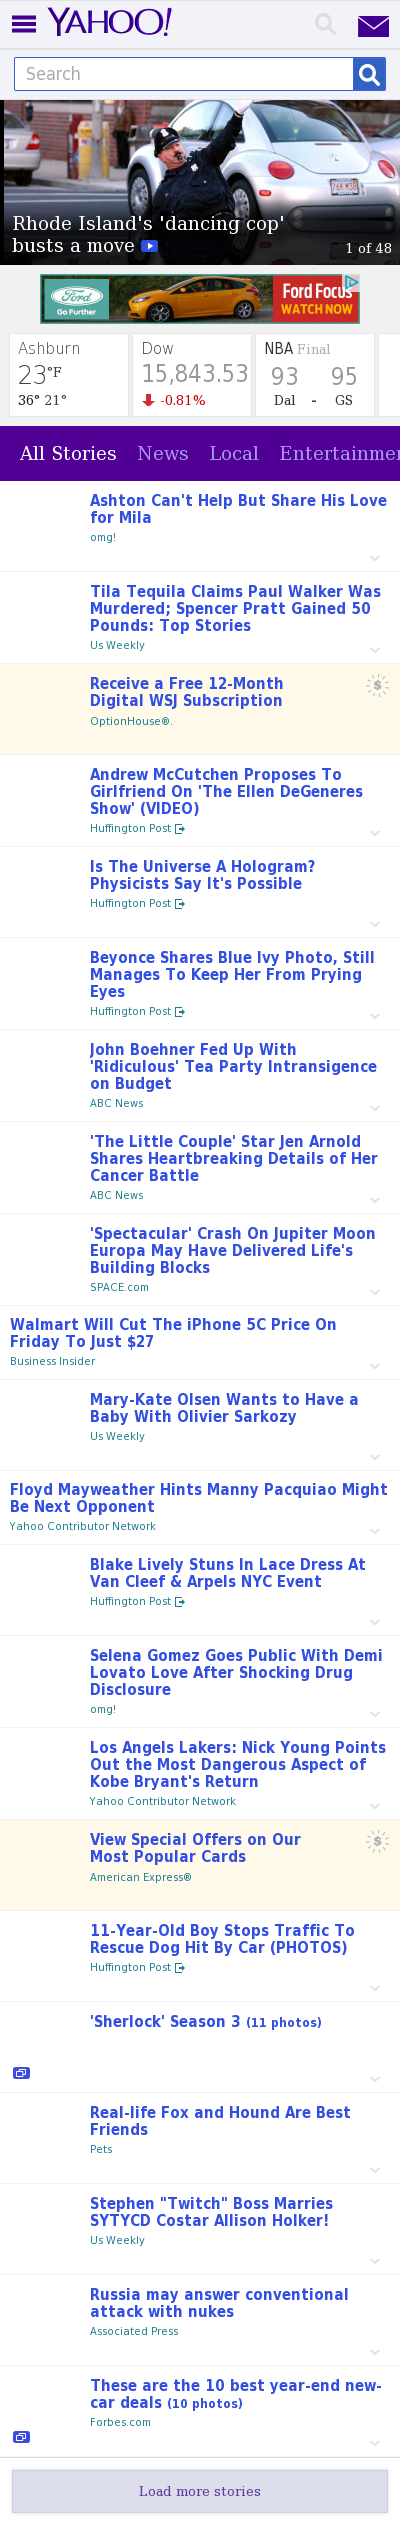 YAHOO!
Search
Rhode Island's 'dancing cop'
busts a move
1 of 48
Ford
Go Further
Ford Focus
WATCH NOW
Ashburn
23°F
36° 21°
Dow
15,843.53
-0.81%
NBA Final
93 95
Dal - GS
All Stories News Local Entertainmen
Ashton Can't Help But Share His Love
for Mila
omg!
Tila Tequila Claims Paul Walker Was
Murdered; Spencer Pratt Gained 50
Pounds: Top Stories
Us Weekly
Receive a Free 12-Month
Digital WSJ Subscription
OptionHouse®.
Andrew McCutchen Proposes To
Girlfriend On 'The Ellen DeGeneres
Show' (VIDEO)
Huffington Post
Is The Universe A Hologram?
Physicists Say It's Possible
Huffington Post
Beyonce Shares Blue Ivy Photo, Still
Manages To Keep Her From Prying
Eyes
Huffington Post
John Boehner Fed Up With
'Ridiculous' Tea Party Intransigence
on Budget
ABC News
'The Little Couple' Star Jen Arnold
Shares Heartbreaking Details of Her
Cancer Battle
ABC News
'Spectacular' Crash On Jupiter Moon
Europa May Have Delivered Life's
Building Blocks
SPACE.com
Walmart Will Cut The iPhone 5C Price On
Friday To Just $27
Business Insider
Mary-Kate Olsen Wants to Have a
Baby With Olivier Sarkozy
Us Weekly
Floyd Mayweather Hints Manny Pacquiao Might
Be Next Opponent
Yahoo Contributor Network
Blake Lively Stuns In Lace Dress At
Van Cleef & Arpels NYC Event
Huffington Post
Selena Gomez Goes Public With Demi
Lovato Love After Shocking Drug
Disclosure
omg!
Los Angels Lakers: Nick Young Points
Out the Most Dangerous Aspect of
Kobe Bryant's Return
Yahoo Contributor Network
View Special Offers on Our
Most Popular Cards
American Express®
11-Year-Old Boy Stops Traffic To
Rescue Dog Hit By Car (PHOTOS)
Huffington Post
'Sherlock' Season 3 (11 photos)
Real-life Fox and Hound Are Best
Friends
Pets
Stephen "Twitch" Boss Marries
SYTYCD Costar Allison Holker!
Us Weekly
Russia may answer conventional
attack with nukes
Associated Press
These are the 10 best year-end new-
car deals (10 photos)
Forbes.com
Load more stories